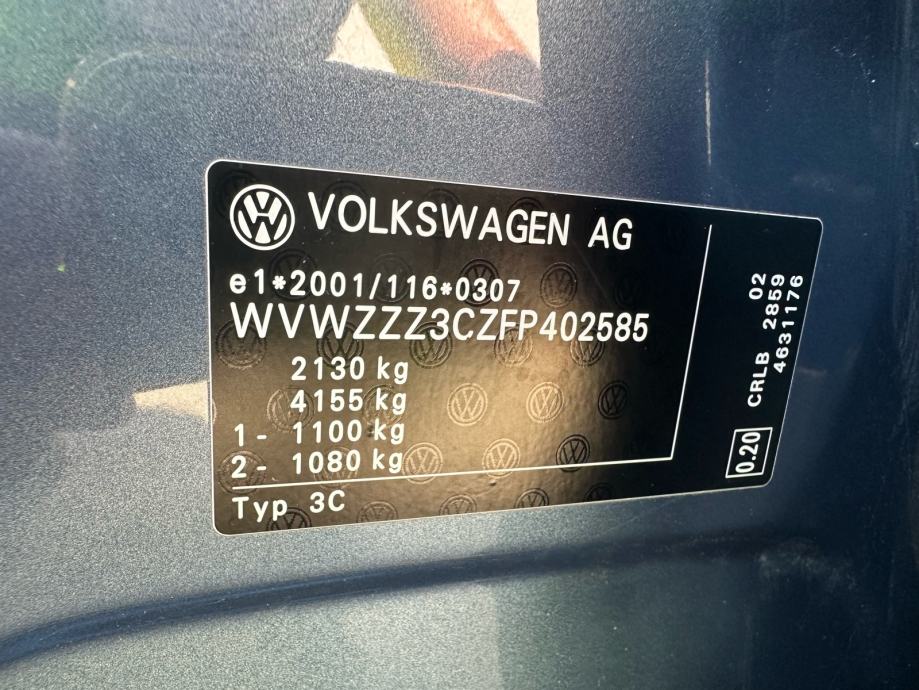 VOLKSWAGEN AG
e1*2001/116*0307
WVWZZZ3CZFP402585
2130 kg
4155 kg
1- 1100 kg
2- 1080 kg
Typ 3C
0.20
CRLB 2859 02
4631176